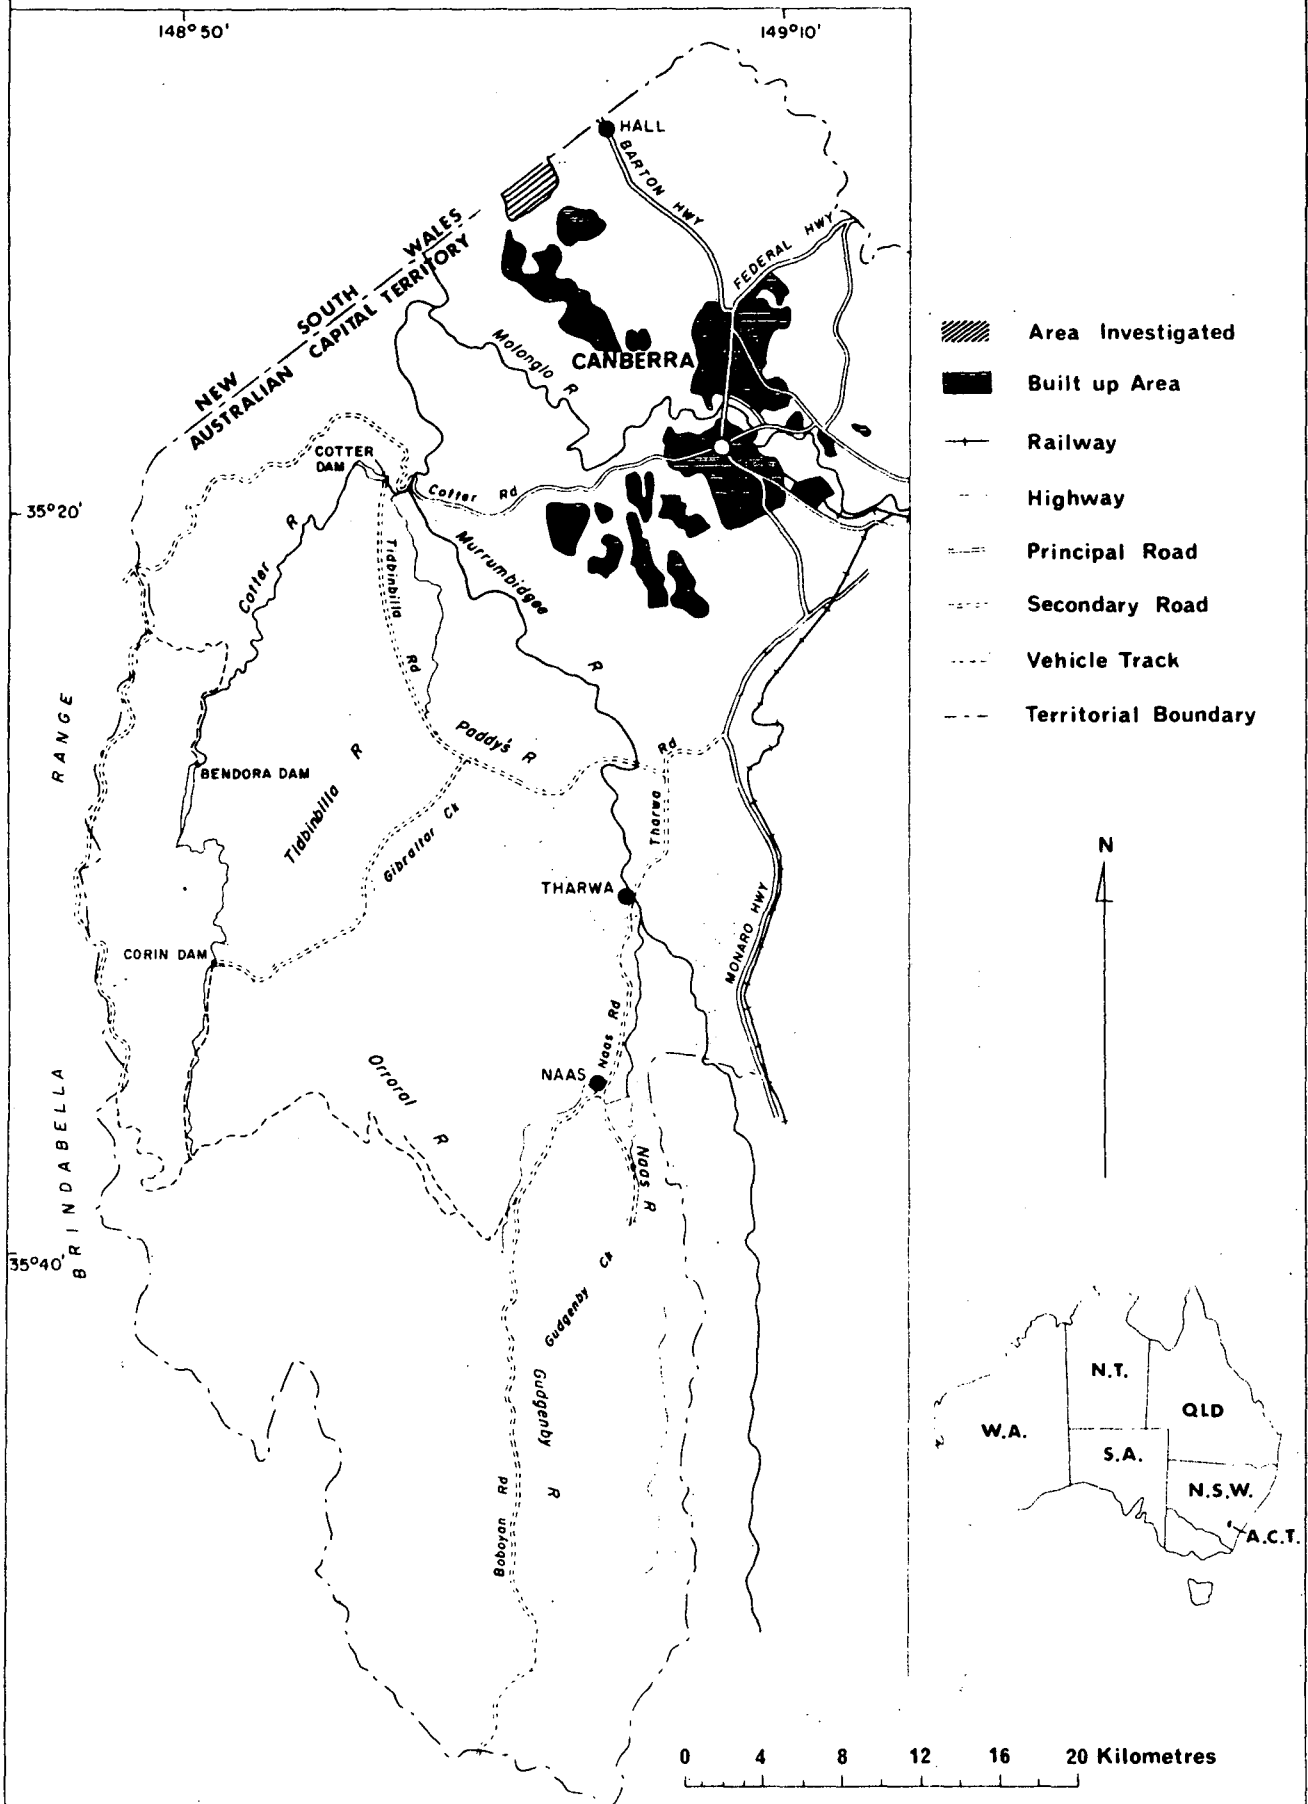 148°50'
149°10'
HALL
BARTON HWY
FEDERAL HWY
NEW SOUTH WALES
AUSTRALIAN CAPITAL TERRITORY
Molonglo R
CANBERRA
COTTER
DAM
Cotter Rd
35°20'
Cotter R
Tidbinbilla Rd
Murrumbidgee R
Paddy's R
Rd
BENDORA DAM
Tidbinbilla R
Gibraltar Ck
Tharwa
THARWA
MONARO HWY
CORIN DAM
Naas Rd
NAAS
Orroral R
Naas R
BRINDABELLA RANGE
35°40'
Gudgenby Ck
Gudgenby R
Boboyan Rd
Area Investigated
Built up Area
Railway
Highway
Principal Road
Secondary Road
Vehicle Track
Territorial Boundary
N
N.T.
QLD
W.A.
S.A.
N.S.W.
A.C.T.
0 4 8 12 16 20 Kilometres